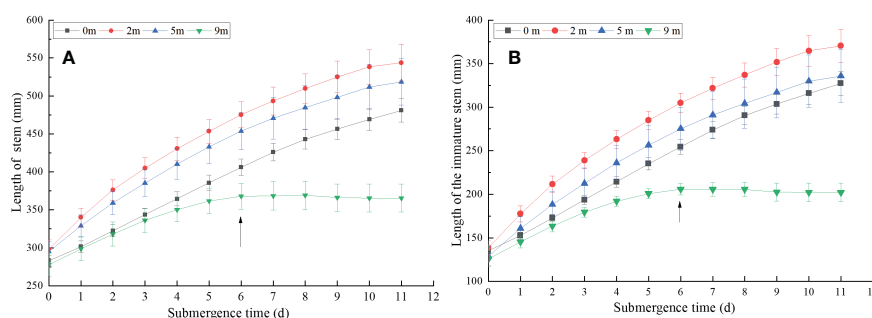 0m 2m 5m 9m
A
600
550
500
450
400
350
300
250
Length of stem (mm)
0 1 2 3 4 5 6 7 8 9 10 11 12
Submergence time (d)
0 m 2 m 5 m 9 m
B
400
350
300
250
200
150
100
Length of the immature stem (mm)
0 1 2 3 4 5 6 7 8 9 10 11
Submergence time (d)